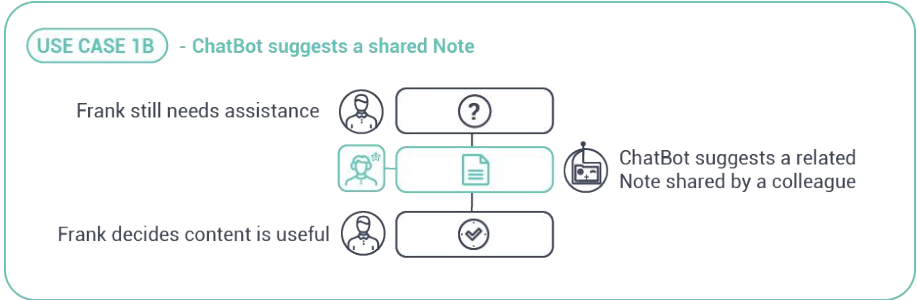 USE CASE 1B - ChatBot suggests a shared Note
Frank still needs assistance
?
ChatBot suggests a related
Note shared by a colleague
Frank decides content is useful